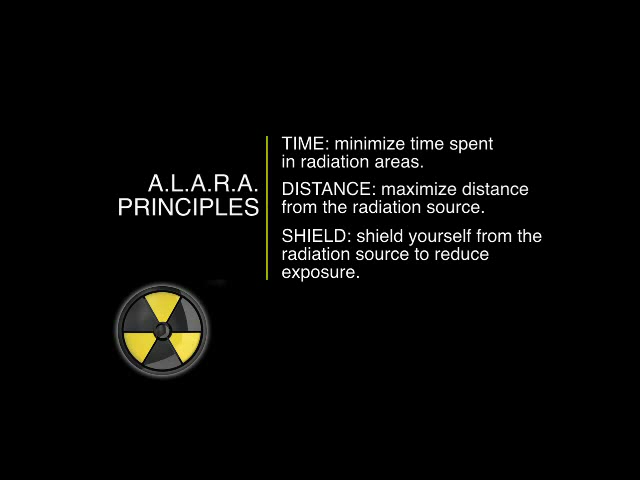 A.L.A.R.A.
PRINCIPLES
TIME: minimize time spent
in radiation areas.
DISTANCE: maximize distance
from the radiation source.
SHIELD: shield yourself from the
radiation source to reduce
exposure.